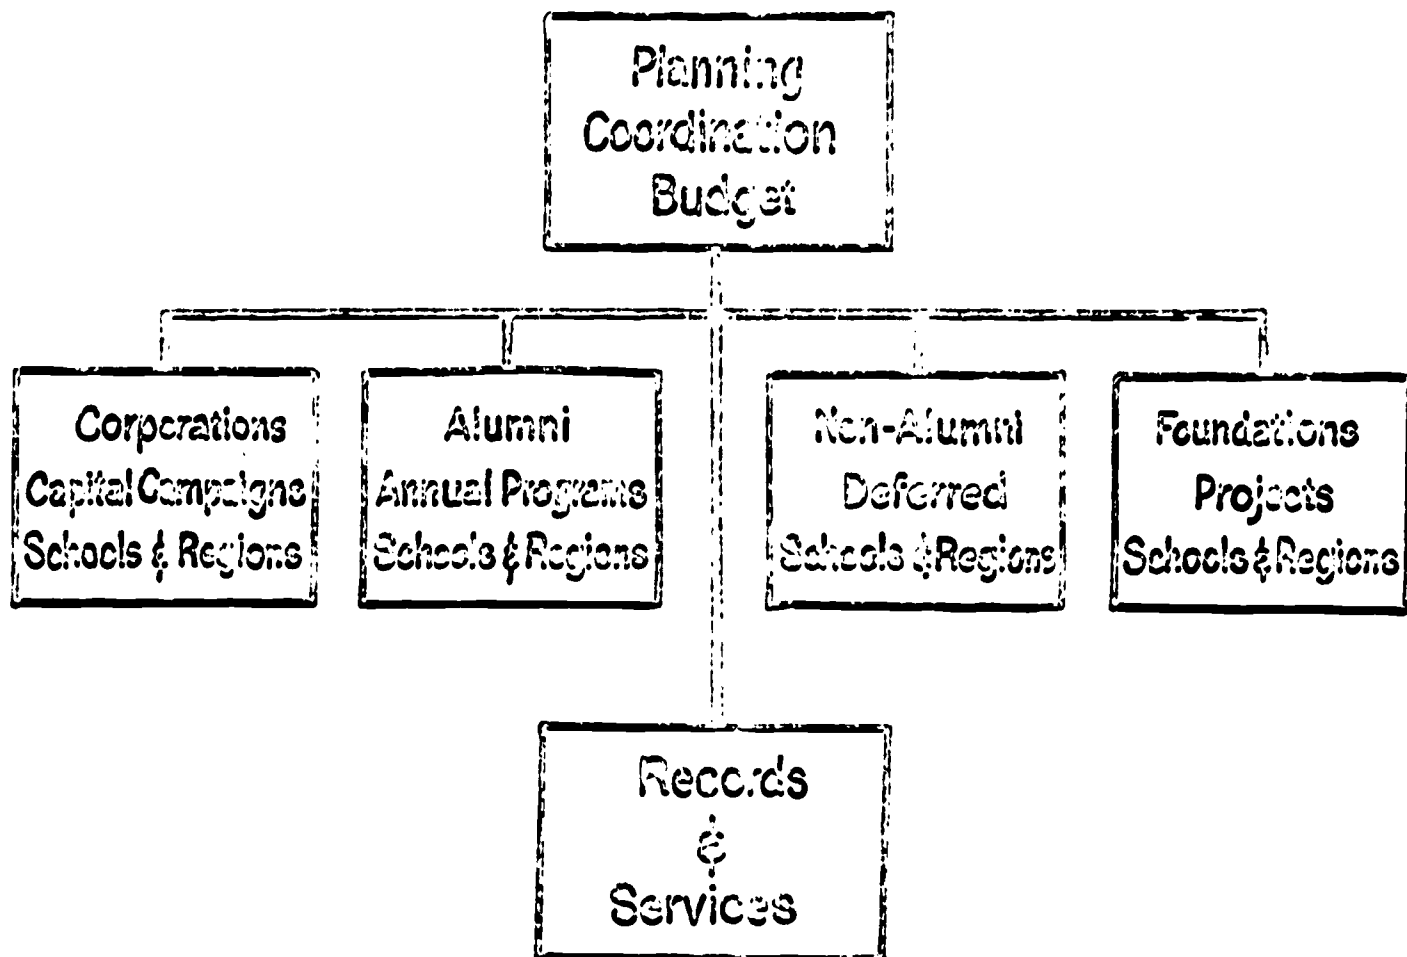 Planning
Coordination
Budget
Corporations
Capital Campaigns
Schools & Regions
Alumni
Annual Programs
Schools & Regions
Non-Alumni
Deferred
Schools & Regions
Foundations
Projects
Schools & Regions
Records
&
Services